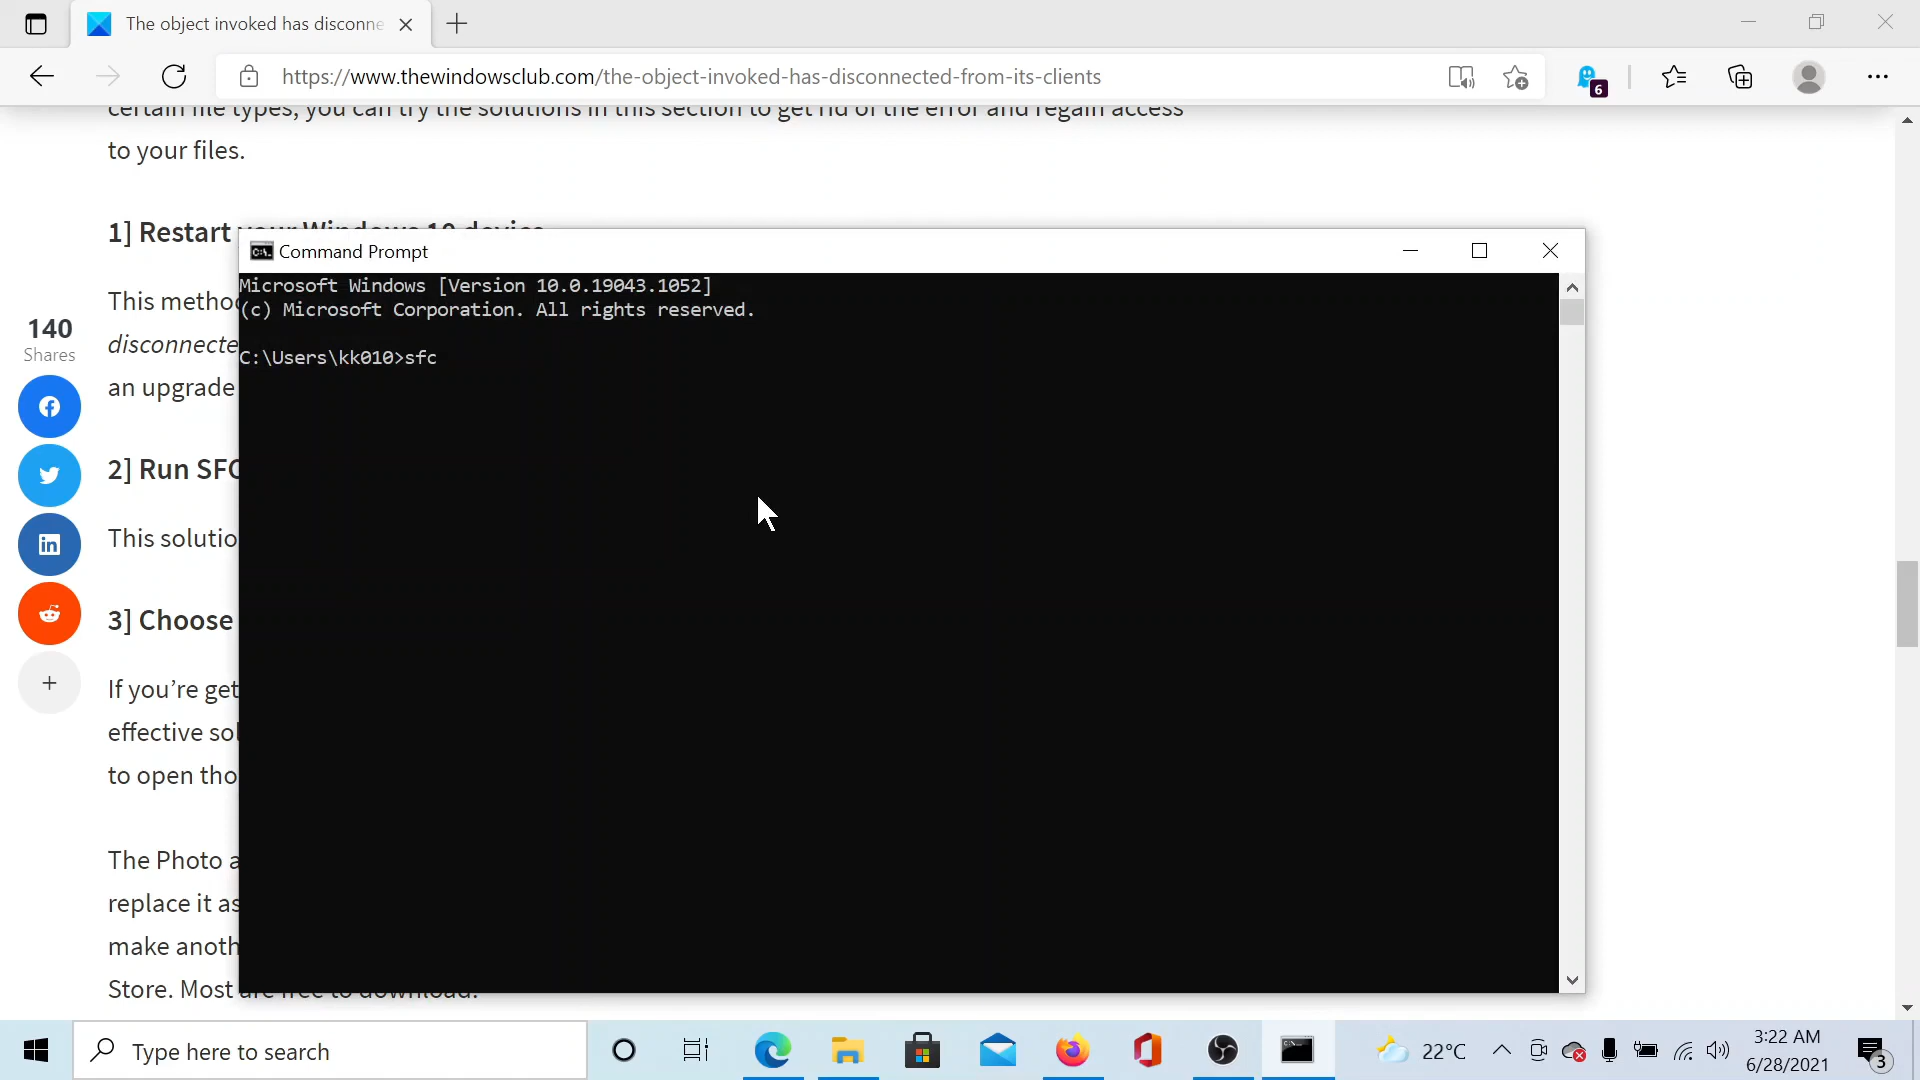 The object invoked has disconne
https://www.thewindowsclub.com/the-object-invoked-has-disconnected-from-its-clients
6
certain file types, you can try the solutions in this section to get rid of the error and regain access
to your files.
1] Restart your Windows 10 device
Command Prompt
Microsoft Windows [Version 10.0.19043.1052]
(c) Microsoft Corporation. All rights reserved.
C:\Users\kk010>sfc
This metho
disconnecte
an upgrade
140
Shares
2] Run SFC
This solutio
3] Choose
If you’re get
effective sol
to open tho
The Photo a
replace it as
make anoth
Store. Most are free to download.
Type here to search
22°C
3:22 AM
6/28/2021
3